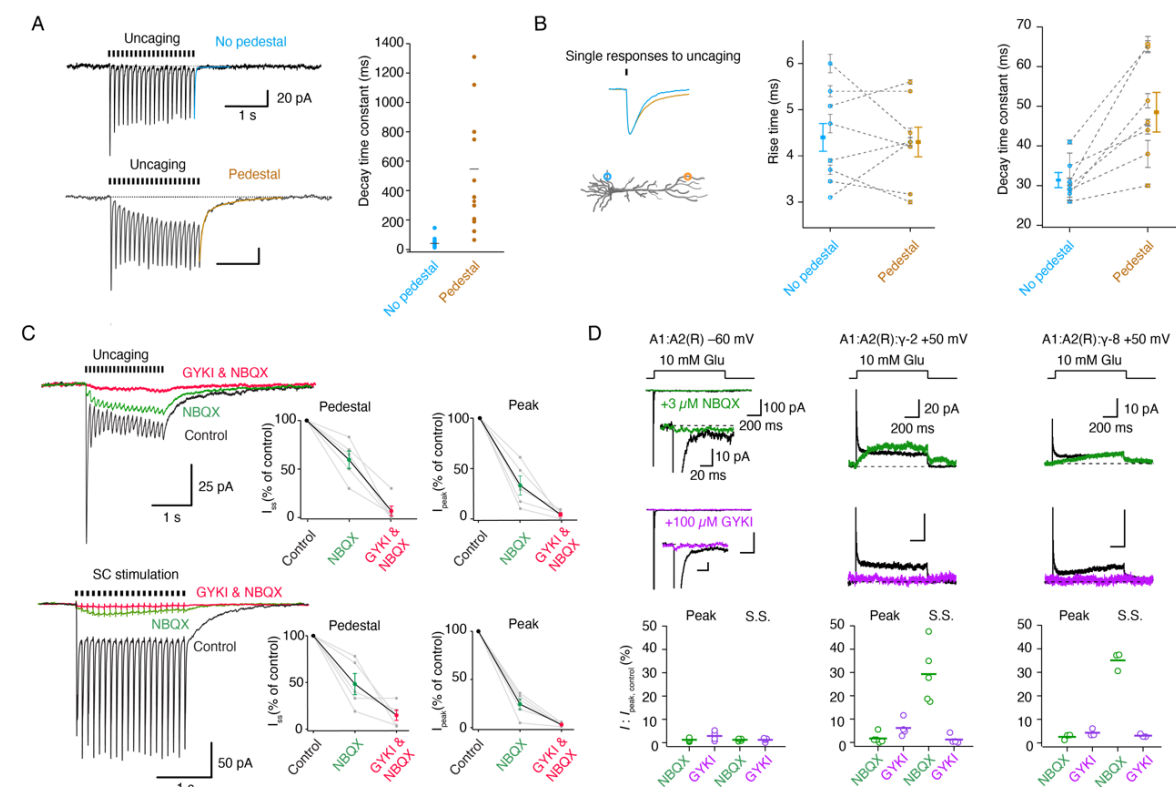 A
Uncaging
No pedestal
20 pA
1 s
Uncaging
Pedestal
Decay time constant (ms)
1400
1200
1000
800
600
400
200
0
No pedestal
Pedestal
B
Single responses to uncaging
Rise time (ms)
6
5
4
3
No pedestal
Pedestal
Decay time constant (ms)
70
60
50
40
30
20
No pedestal
Pedestal
C
Uncaging
GYKI & NBQX
NBQX
Control
25 pA
1 s
Pedestal
Iss(% of control)
100
50
0
Control
NBQX
GYKI &
NBQX
Peak
Ipeak(% of control)
100
50
0
Control
NBQX
GYKI &
NBQX
SC stimulation
GYKI & NBQX
NBQX
Control
50 pA
1 s
Pedestal
Iss(% of control)
100
50
0
Control
NBQX
GYKI &
NBQX
Peak
Ipeak(% of control)
100
50
0
Control
NBQX
GYKI &
NBQX
D
A1:A2(R) –60 mV
10 mM Glu
+3 µM NBQX
100 pA
200 ms
10 pA
20 ms
+100 µM GYKI
A1:A2(R):γ-2 +50 mV
10 mM Glu
20 pA
200 ms
A1:A2(R):γ-8 +50 mV
10 mM Glu
10 pA
200 ms
I : Ipeak, control (%)
Peak
S.S.
50
40
30
20
10
0
NBQX
GYKI
NBQX
GYKI
Peak
S.S.
50
40
30
20
10
0
NBQX
GYKI
NBQX
GYKI
Peak
S.S.
50
40
30
20
10
0
NBQX
GYKI
NBQX
GYKI